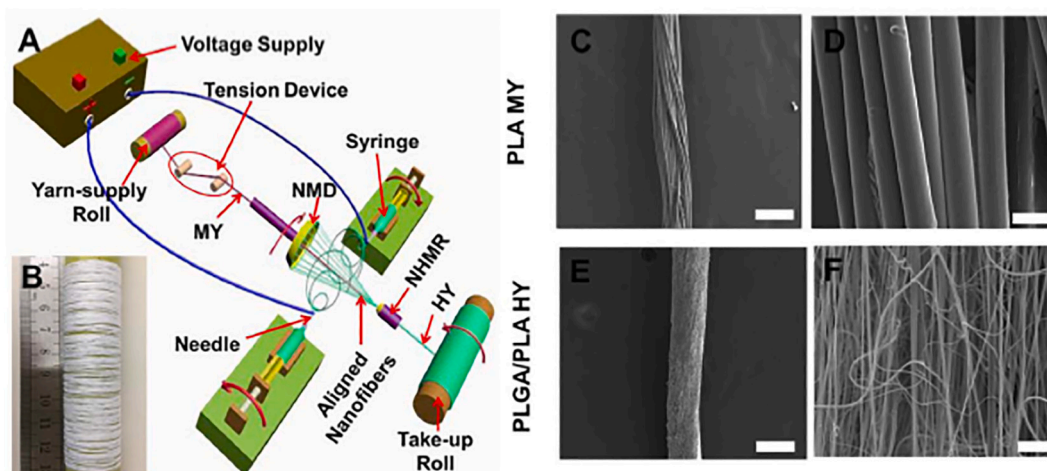 A
Voltage Supply
Tension Device
Syringe
NMD
Yarn-supply
Roll
MY
NHMR
HY
B
Needle
Aligned
Nanofibers
Take-up
Roll
PLA MY
C
D
PLGA/PLA HY
E
F